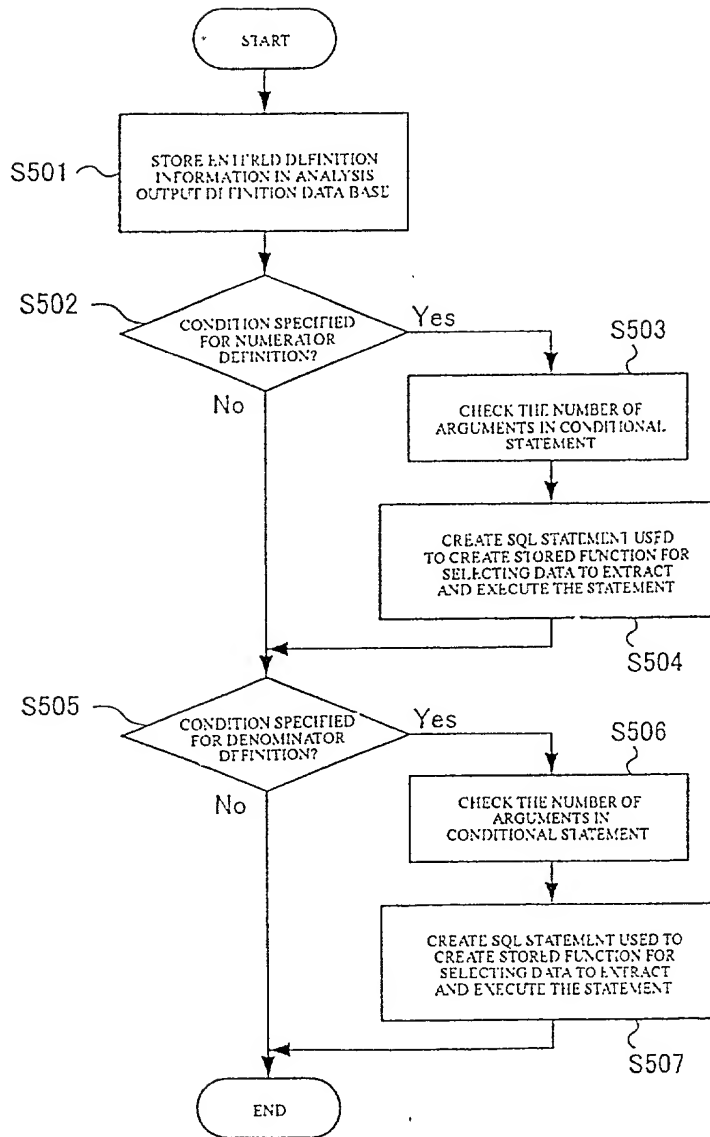 START
S501
STORE ENTERED DEFINITION
INFORMATION IN ANALYSIS
OUTPUT DEFINITION DATA BASE
S502
CONDITION SPECIFIED
FOR NUMERATOR
DEFINITION?
Yes
No
S503
CHECK THE NUMBER OF
ARGUMENTS IN CONDITIONAL
STATEMENT
CREATE SQL STATEMENT USED
TO CREATE STORED FUNCTION FOR
SELECTING DATA TO EXTRACT
AND EXECUTE THE STATEMENT
S504
S505
CONDITION SPECIFIED
FOR DENOMINATOR
DEFINITION?
Yes
No
S506
CHECK THE NUMBER OF
ARGUMENTS IN
CONDITIONAL STATEMENT
CREATE SQL STATEMENT USED TO
CREATE STORED FUNCTION FOR
SELECTING DATA TO EXTRACT
AND EXECUTE THE STATEMENT
S507
END